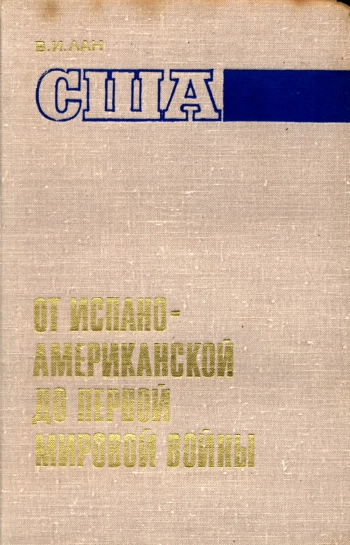 В.И.ЛАН
США
ОТ ИСПАНО-
АМЕРИКАНСКОЙ
ДО ПЕРВОЙ
МИРОВОЙ ВОЙНЫ